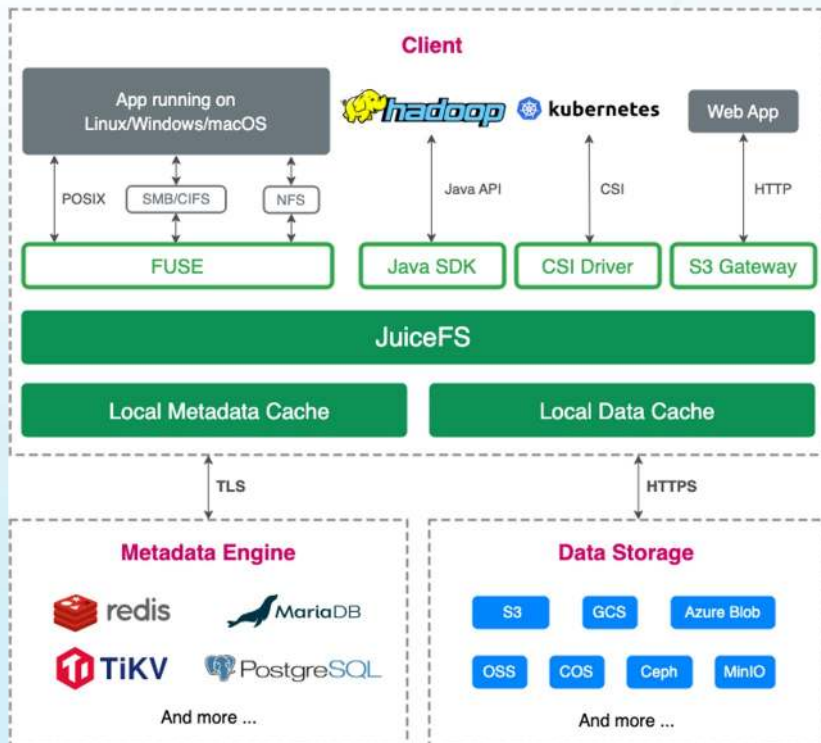 Client
App running on
Linux/Windows/macOS
hadoop
kubernetes
Web App
POSIX
SMB/CIFS
NFS
Java API
CSI
HTTP
FUSE
Java SDK
CSI Driver
S3 Gateway
JuiceFS
Local Metadata Cache
Local Data Cache
TLS
HTTPS
Metadata Engine
redis
MariaDB
TiKV
PostgreSQL
And more ...
Data Storage
S3
GCS
Azure Blob
OSS
COS
Ceph
MinIO
And more ...